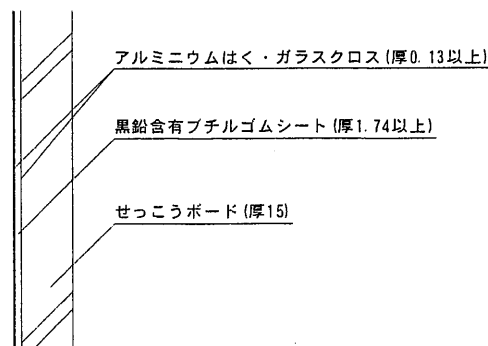 アルミニウムはく・ガラスクロス(厚0.13以上)
黒鉛含有ブチルゴムシート(厚1.74以上)
せっこうボード(厚15)